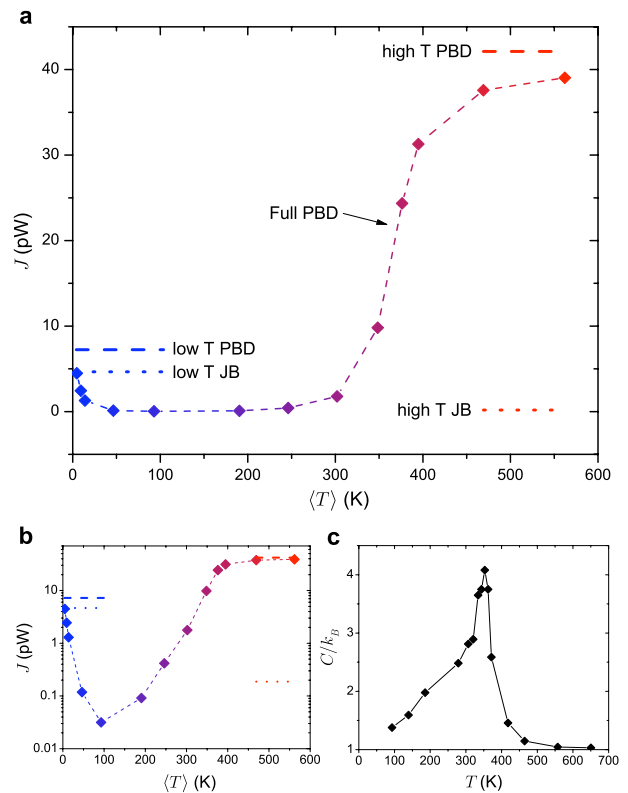 a
40
30
20
10
0
J (pW)
high T PBD
Full PBD
low T PBD
low T JB
high T JB
0 100 200 300 400 500 600
⟨T⟩ (K)
b
10
1
0.1
0.01
J (pW)
0 100 200 300 400 500 600
⟨T⟩ (K)
c
4
3
2
1
C/k_B
0 100 200 300 400 500 600 700
T (K)